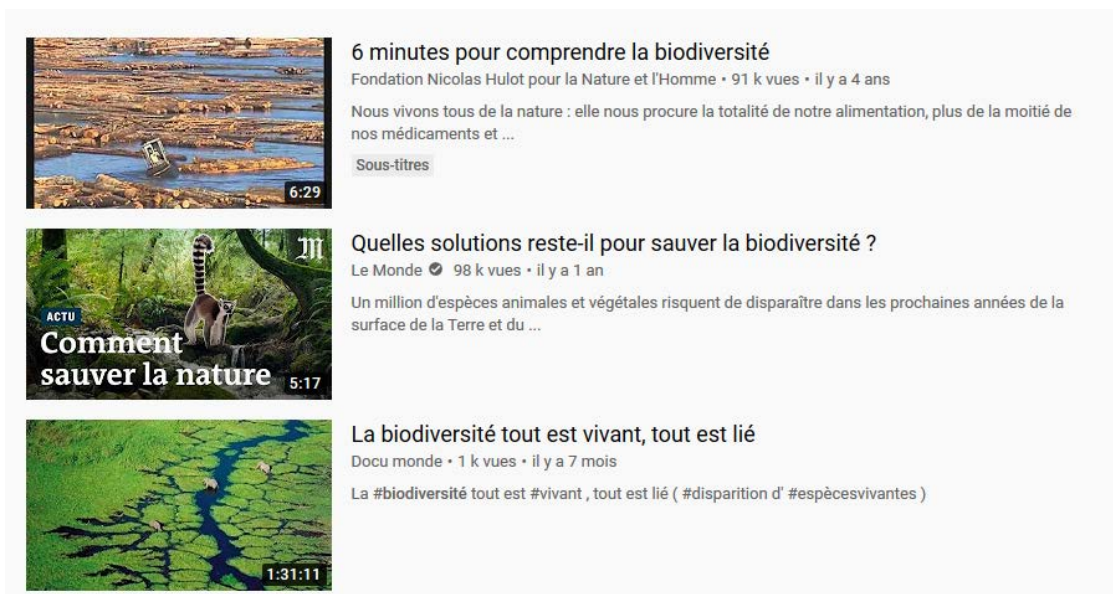 6 minutes pour comprendre la biodiversité
Fondation Nicolas Hulot pour la Nature et l'Homme • 91 k vues • il y a 4 ans
Nous vivons tous de la nature : elle nous procure la totalité de notre alimentation, plus de la moitié de
nos médicaments et ...
Sous-titres
6:29
Quelles solutions reste-il pour sauver la biodiversité ?
Le Monde 98 k vues • il y a 1 an
Un million d'espèces animales et végétales risquent de disparaître dans les prochaines années de la
surface de la Terre et du ...
M
ACTU
Comment
sauver la nature
5:17
La biodiversité tout est vivant, tout est lié
Docu monde • 1 k vues • il y a 7 mois
La #biodiversité tout est #vivant , tout est lié ( #disparition d' #espècesvivantes )
1:31:11